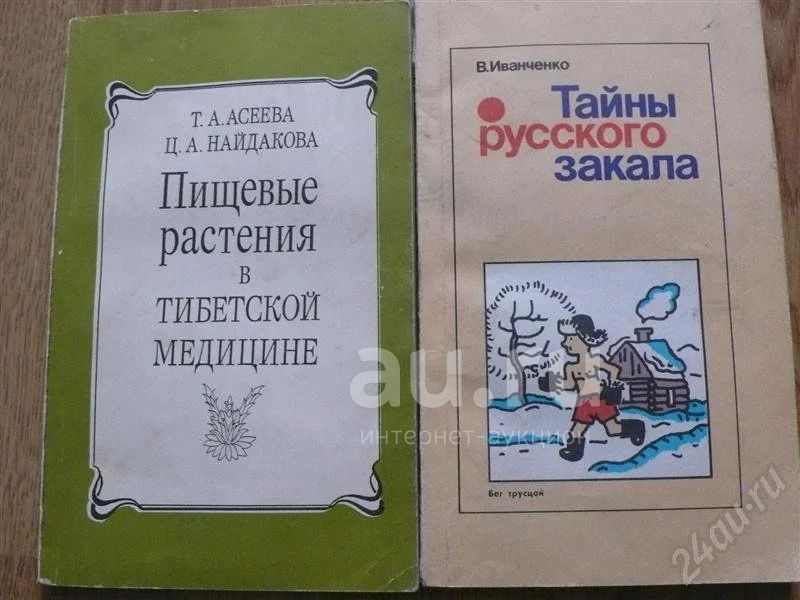 Т. А. АСЕЕВА
Ц. А. НАЙДАКОВА
Пищевые
растения
в
ТИБЕТСКОЙ
МЕДИЦИНЕ
В. Иванченко
Тайны
русского
закала
Бег трусцой
au.ru
интернет-аукцион
24au.ru